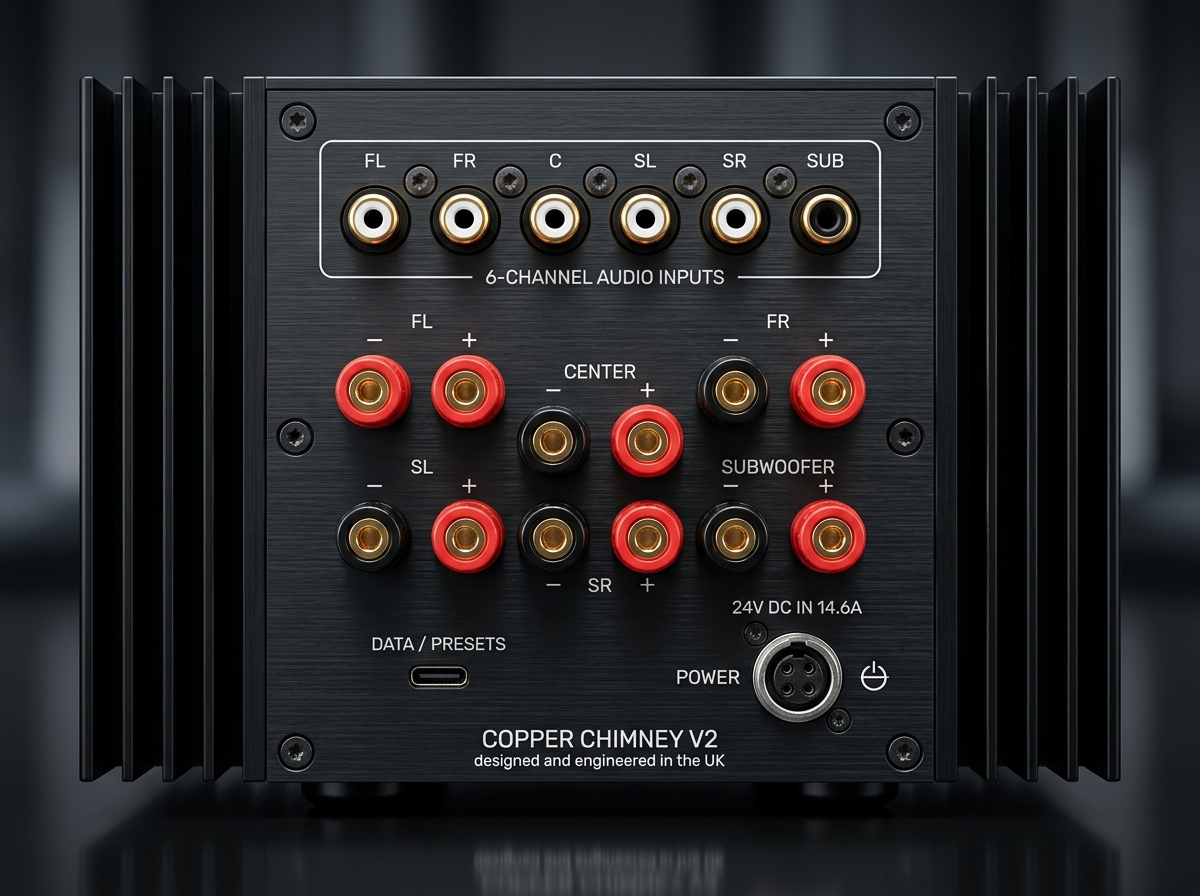 FL FR C SL SR SUB
6-CHANNEL AUDIO INPUTS
FL
− +
FR
− +
CENTER
− +
SL
− +
SUBWOOFER
− +
− SR +
24V DC IN 14.6A
DATA / PRESETS
POWER
COPPER CHIMNEY V2
designed and engineered in the UK